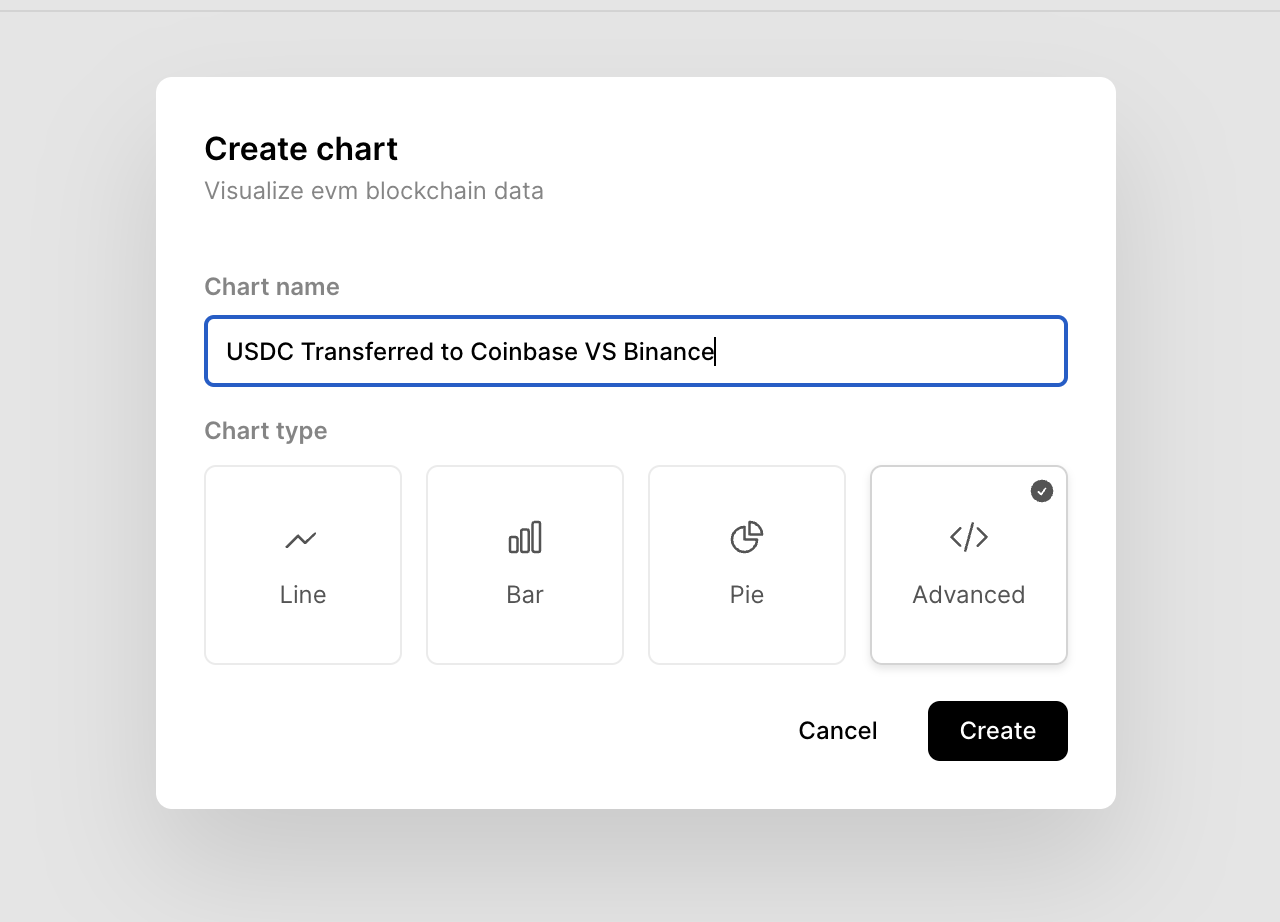 Create chart
Visualize evm blockchain data
Chart name
USDC Transferred to Coinbase VS Binance
Chart type
Line
Bar
Pie
Advanced
Cancel
Create